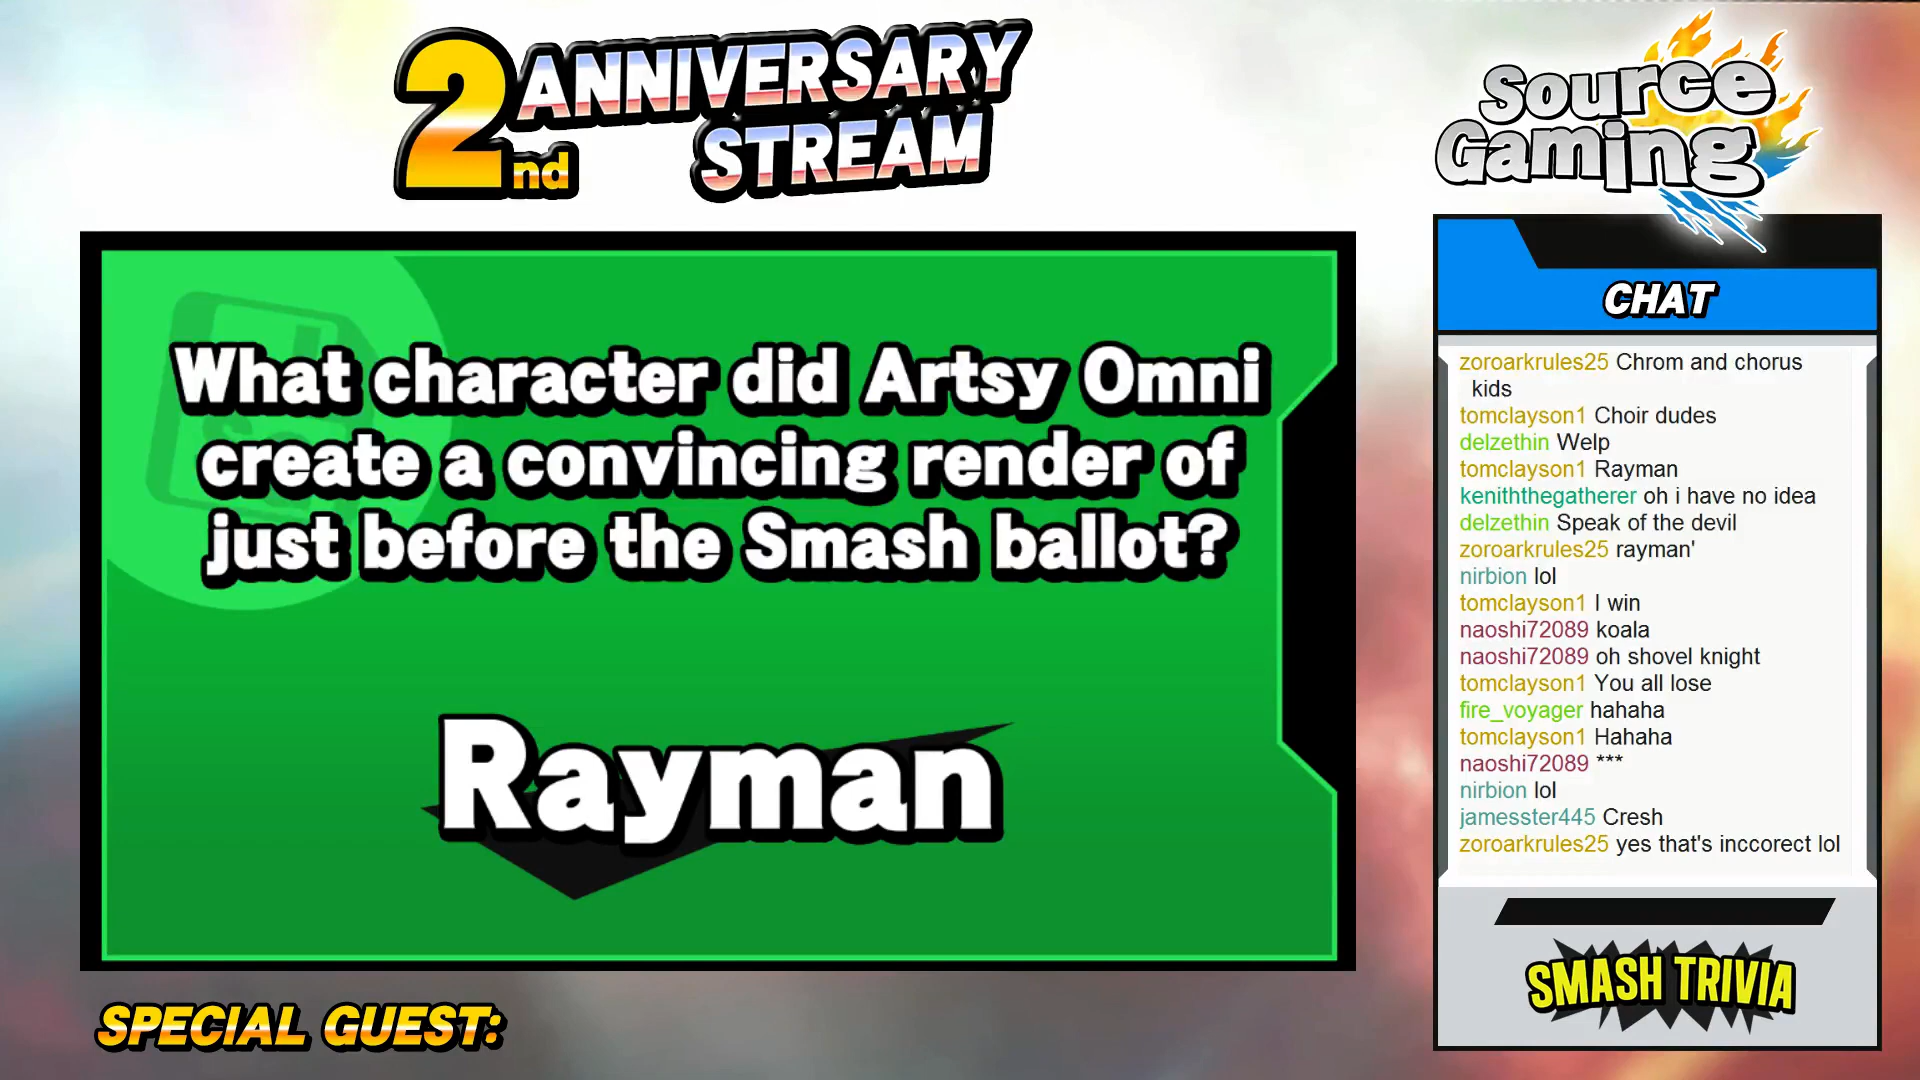 2nd ANNIVERSARY
STREAM
Source
Gaming
What character did Artsy Omni
create a convincing render of
just before the Smash ballot?
Rayman
SPECIAL GUEST:
CHAT
zoroarkrules25 Chrom and chorus
kids
tomclayson1 Choir dudes
delzethin Welp
tomclayson1 Rayman
keniththegatherer oh i have no idea
delzethin Speak of the devil
zoroarkrules25 rayman'
nirbion lol
tomclayson1 I win
naoshi72089 koala
naoshi72089 oh shovel knight
tomclayson1 You all lose
fire_voyager hahaha
tomclayson1 Hahaha
naoshi72089 ***
nirbion lol
jamesster445 Cresh
zoroarkrules25 yes that's inccorect lol
SMASH TRIVIA